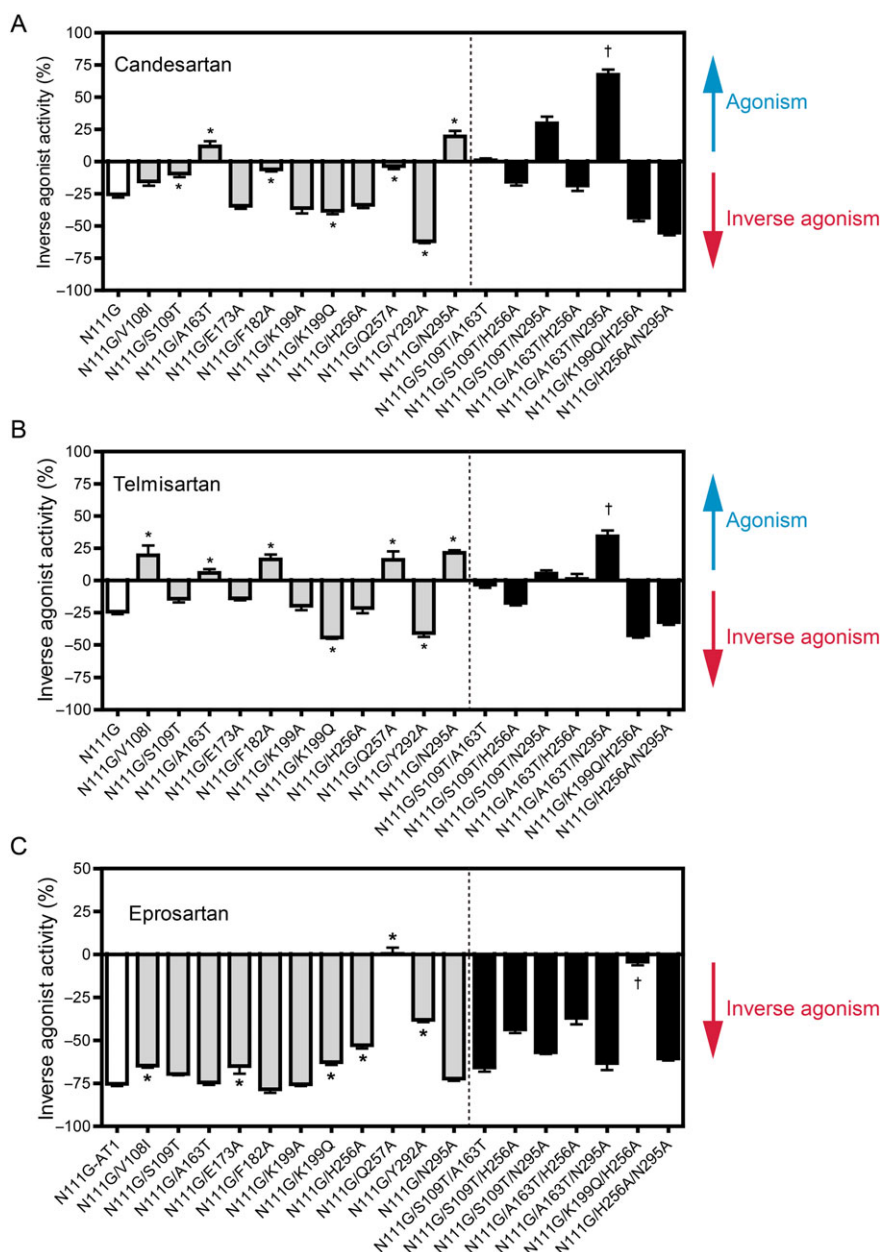 A
Inverse agonist activity (%)
100
75
50
25
0
−25
−50
−75
−100
Candesartan
*
*
*
*
*
*
*
†
Agonism
Inverse agonism
N111G
N111G/V108I
N111G/S109T
N111G/A163T
N111G/E173A
N111G/F182A
N111G/K199A
N111G/K199Q
N111G/H256A
N111G/Q257A
N111G/Y292A
N111G/N295A
N111G/S109T/A163T
N111G/S109T/H256A
N111G/S109T/N295A
N111G/A163T/H256A
N111G/A163T/N295A
N111G/K199Q/H256A
N111G/H256A/N295A
B
Inverse agonist activity (%)
100
75
50
25
0
−25
−50
−75
−100
Telmisartan
*
*
*
*
*
*
*
†
Agonism
Inverse agonism
N111G
N111G/V108I
N111G/S109T
N111G/A163T
N111G/E173A
N111G/F182A
N111G/K199A
N111G/K199Q
N111G/H256A
N111G/Q257A
N111G/Y292A
N111G/N295A
N111G/S109T/A163T
N111G/S109T/H256A
N111G/S109T/N295A
N111G/A163T/H256A
N111G/A163T/N295A
N111G/K199Q/H256A
N111G/H256A/N295A
C
Inverse agonist activity (%)
50
25
0
−25
−50
−75
−100
Eprosartan
*
*
*
*
*
*
†
Inverse agonism
N111G-AT1
N111G/V108I
N111G/S109T
N111G/A163T
N111G/E173A
N111G/F182A
N111G/K199A
N111G/K199Q
N111G/H256A
N111G/Q257A
N111G/Y292A
N111G/N295A
N111G/S109T/A163T
N111G/S109T/H256A
N111G/S109T/N295A
N111G/A163T/H256A
N111G/A163T/N295A
N111G/K199Q/H256A
N111G/H256A/N295A